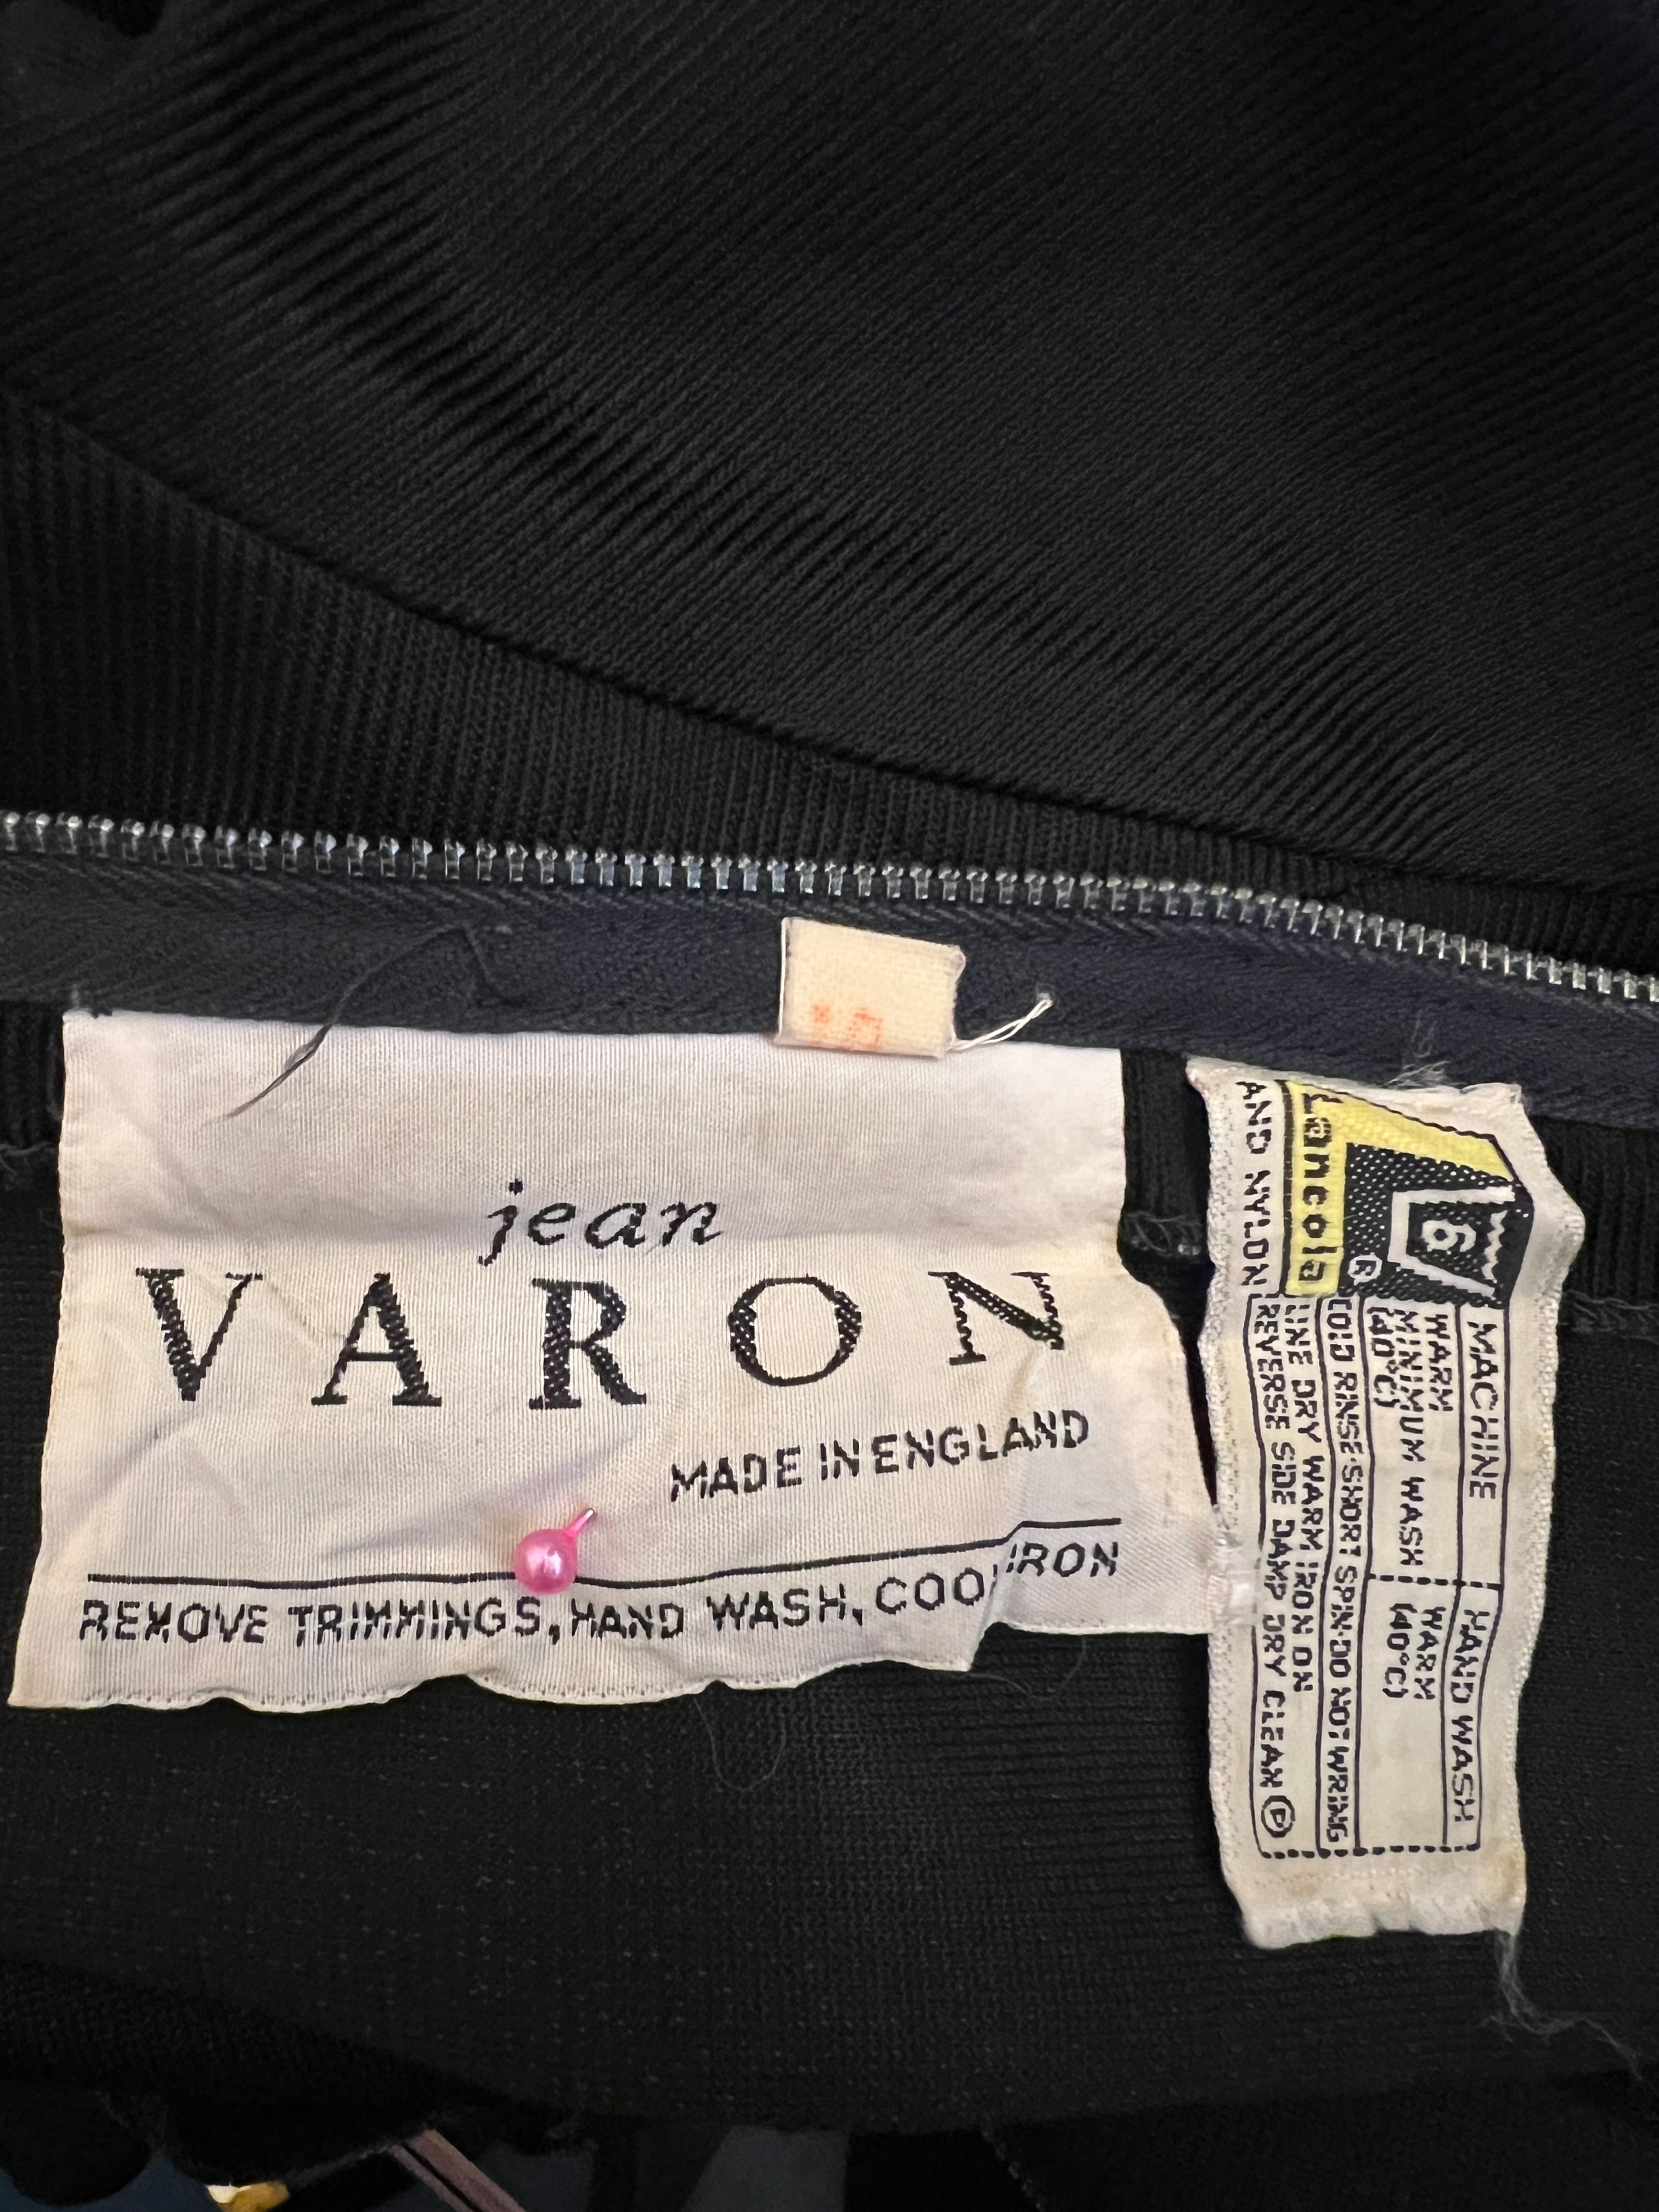 jean
VARON
MADE IN ENGLAND
REMOVE TRIMMINGS, HAND WASH, COOL IRON
6
®
Lancola
AND NYLON
MACHINE
WARM
MINIMUM WASH
(40°C)
HAND WASH
WARM
(40°C)
COLD RINSE·SHORT SPIN·DO NOT WRING
LINE DRY WARM IRON ON
REVERSE SIDE DAMP DRY CLEAN Ⓟ